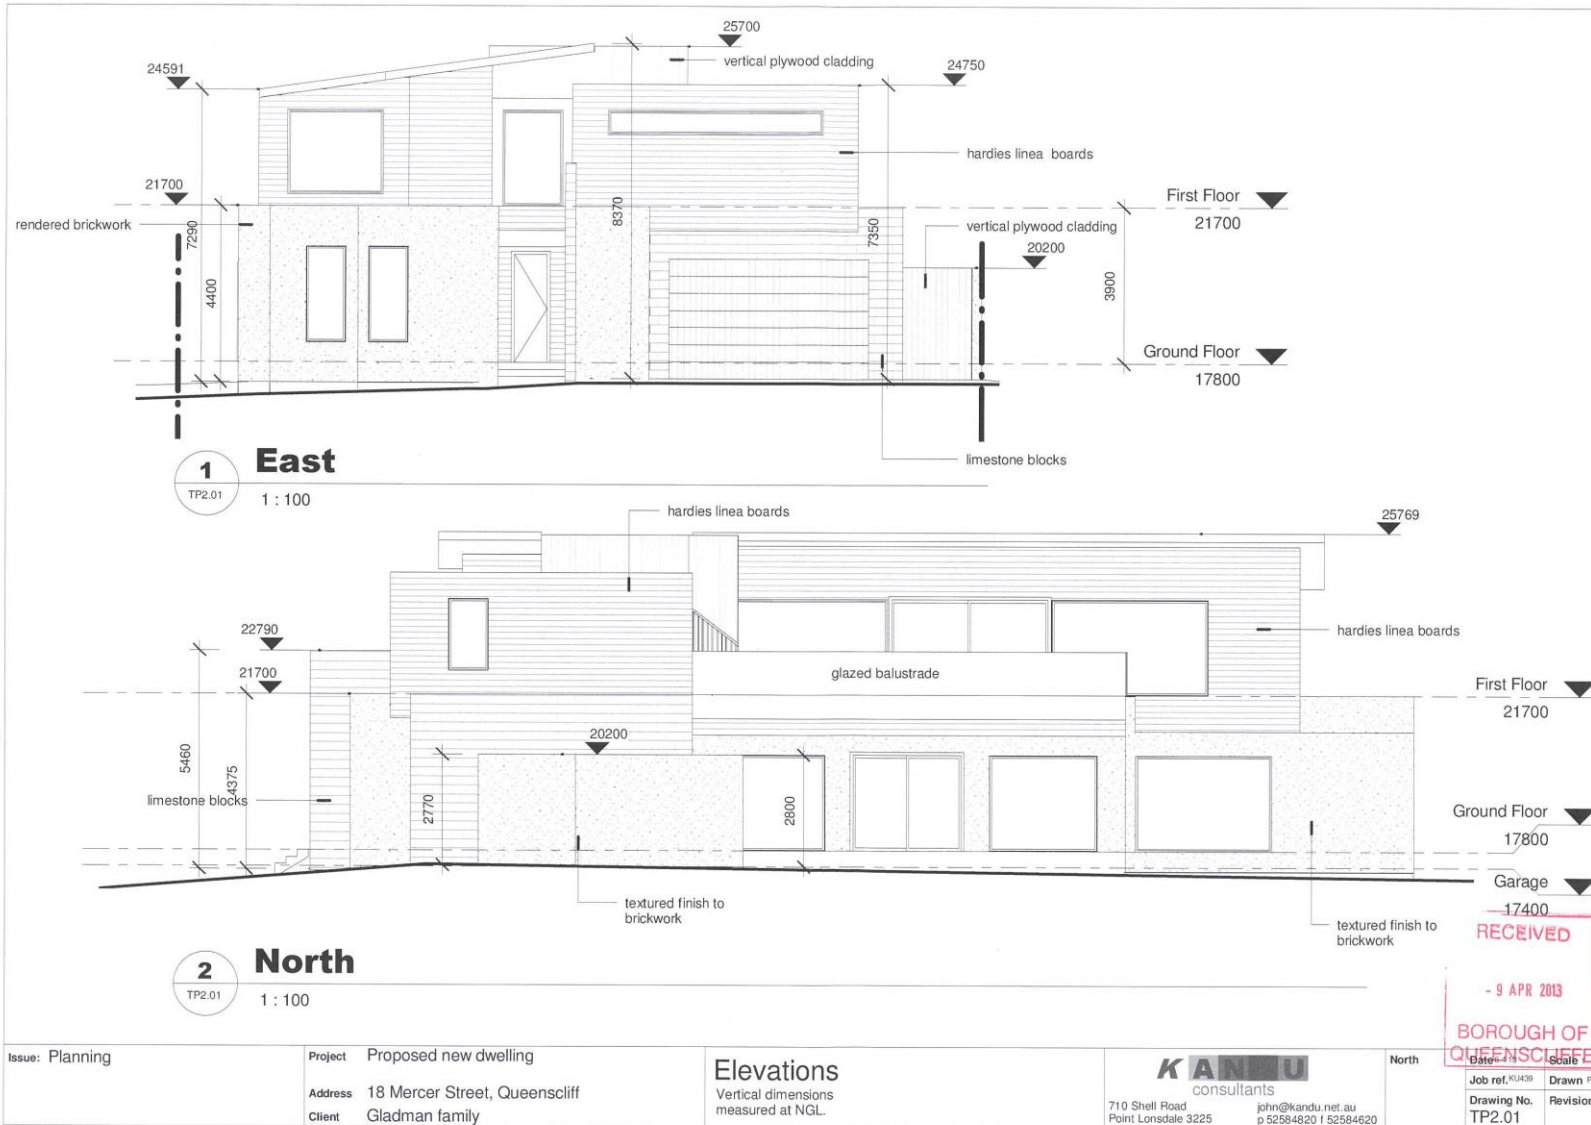 25700
vertical plywood cladding
24591
24750
hardies linea boards
21700
First Floor
21700
rendered brickwork
7290
8370
7350
vertical plywood cladding
20200
4400
3900
Ground Floor
17800
limestone blocks
1
TP2.01
East
1 : 100
hardies linea boards
25769
22790
hardies linea boards
21700
glazed balustrade
First Floor
21700
20200
5460
4375
limestone blocks
2770
2800
Ground Floor
17800
Garage
17400
textured finish to
brickwork
textured finish to
brickwork
RECEIVED
- 9 APR 2013
BOROUGH OF
QUEENSCLIFFE
2
TP2.01
North
1 : 100
Issue: Planning
Project Proposed new dwelling
Address 18 Mercer Street, Queenscliff
Client Gladman family
Elevations
Vertical dimensions
measured at NGL.
KANDU
consultants
710 Shell Road
Point Lonsdale 3225
john@kandu.net.au
p 52584820 f 52584620
North
Date
Scale
Job ref. KU439
Drawn
Drawing No.
TP2.01
Revision